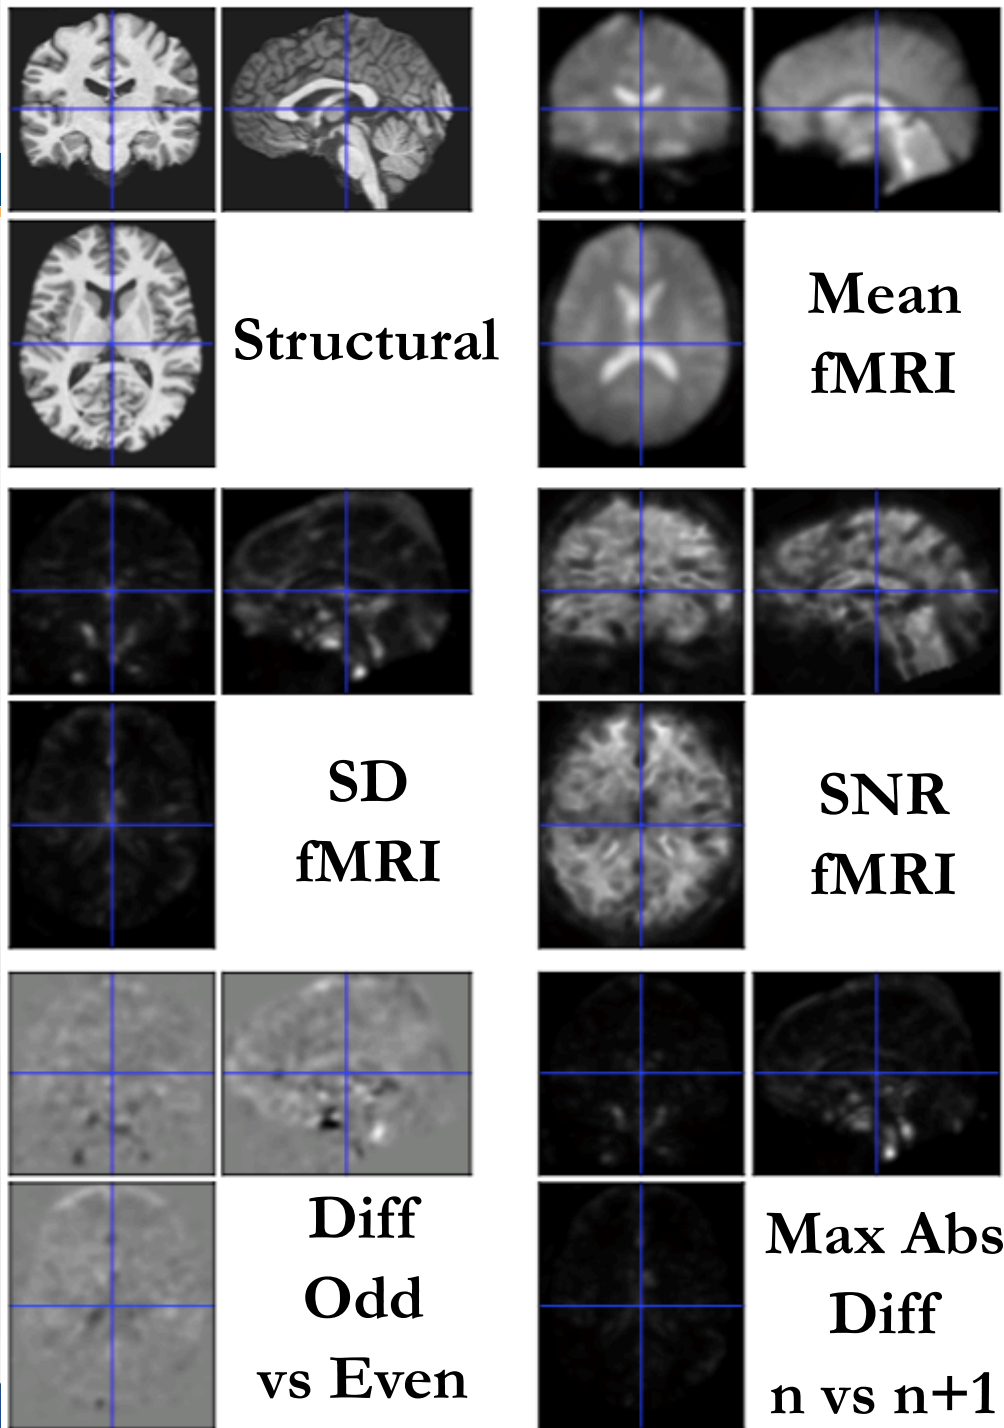 Structural
Mean
fMRI
SD
fMRI
SNR
fMRI
Diff
Odd
vs Even
Max Abs
Diff
n vs n+1